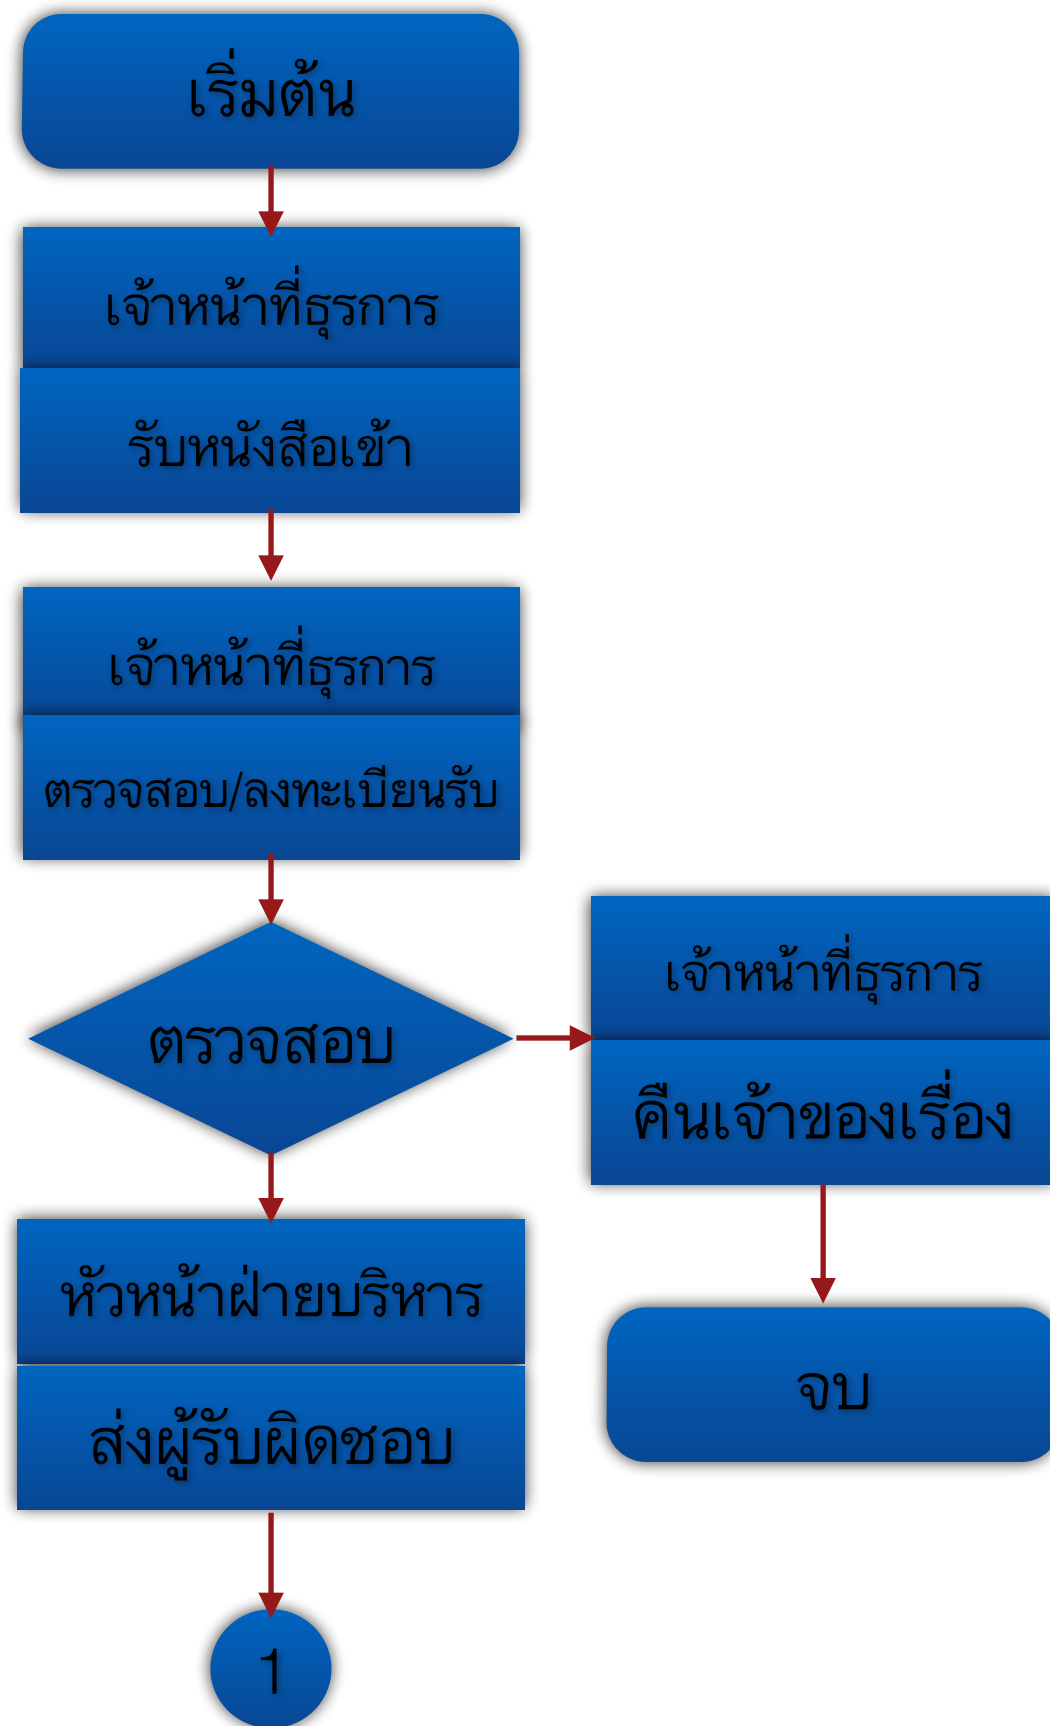 เริ่มต้น
เจ้าหน้าที่ธุรการ
รับหนังสือเข้า
เจ้าหน้าที่ธุรการ
ตรวจสอบ/ลงทะเบียนรับ
ตรวจสอบ
เจ้าหน้าที่ธุรการ
คืนเจ้าของเรื่อง
หัวหน้าฝ่ายบริหาร
ส่งผู้รับผิดชอบ
จบ
1